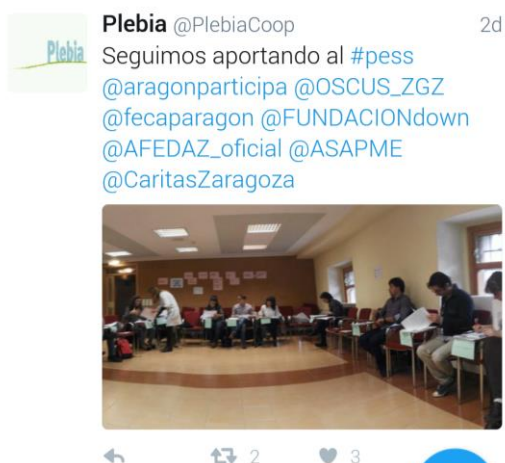 Plebia
Plebia @PlebiaCoop 2d
Seguimos aportando al #pess
@aragonparticipa @OSCUS_ZGZ
@fecaparagon @FUNDACIONdown
@AFEDAZ_oficial @ASAPME
@CaritasZaragoza
2 3